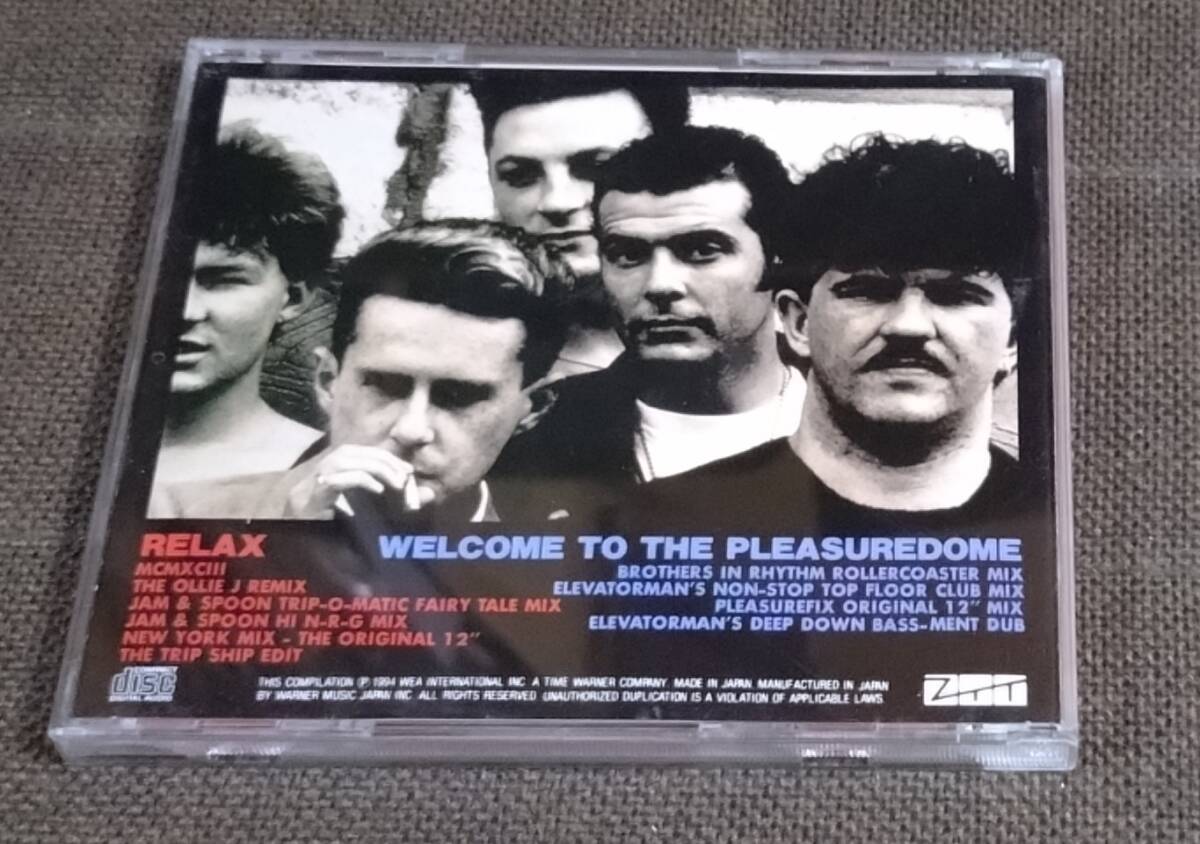 RELAX
MCMXCIII
THE OLLIE J REMIX
JAM & SPOON TRIP-O-MATIC FAIRY TALE MIX
JAM & SPOON HI N-R-G MIX
NEW YORK MIX - THE ORIGINAL 12"
THE TRIP SHIP EDIT
WELCOME TO THE PLEASUREDOME
BROTHERS IN RHYTHM ROLLERCOASTER MIX
ELEVATORMAN'S NON-STOP TOP FLOOR CLUB MIX
PLEASUREFIX ORIGINAL 12" MIX
ELEVATORMAN'S DEEP DOWN BASS-MENT DUB
disc
DIGITAL AUDIO
THIS COMPILATION ℗ 1994 WEA INTERNATIONAL INC. A TIME WARNER COMPANY. MADE IN JAPAN MANUFACTURED IN JAPAN
BY WARNER MUSIC JAPAN INC. ALL RIGHTS RESERVED. UNAUTHORIZED DUPLICATION IS A VIOLATION OF APPLICABLE LAWS.
ZTT